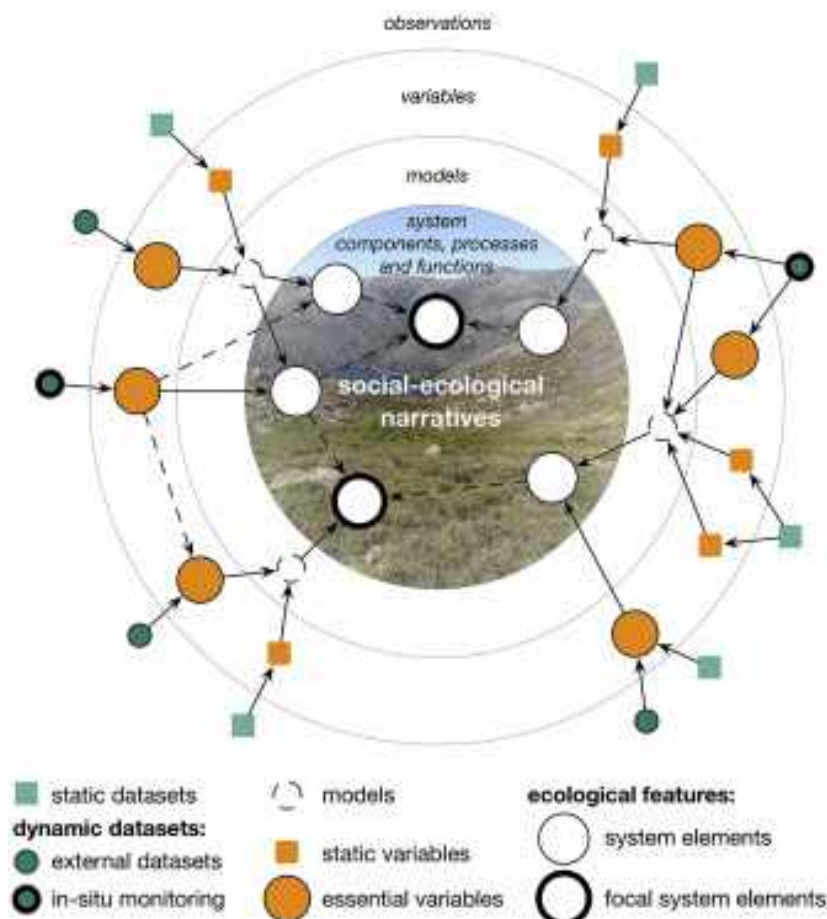 observations
variables
models
system
components, processes
and functions
social-ecological
narratives
static datasets
dynamic datasets:
external datasets
in-situ monitoring
models
static variables
essential variables
ecological features:
system elements
focal system elements